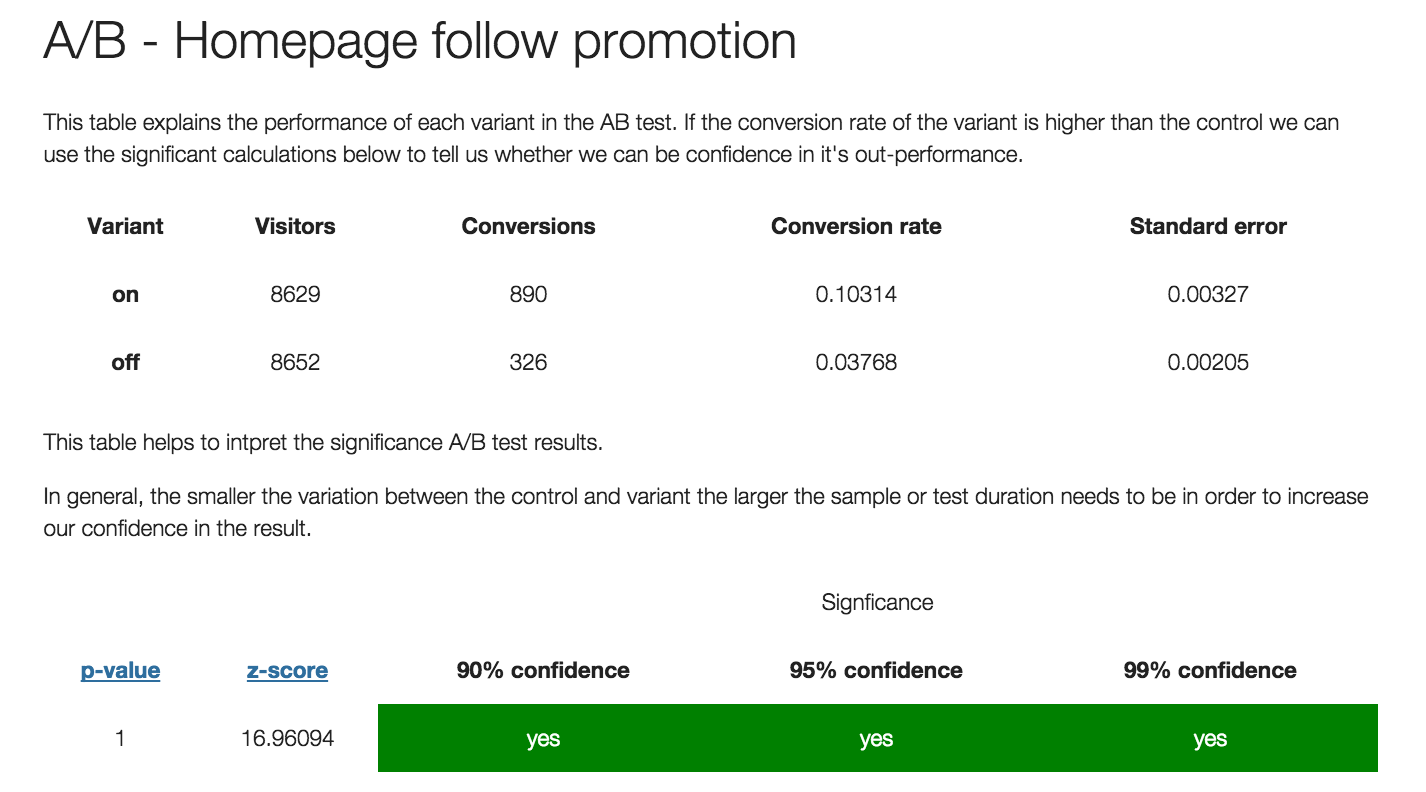 A/B - Homepage follow promotion
This table explains the performance of each variant in the AB test. If the conversion rate of the variant is higher than the control we can
use the significant calculations below to tell us whether we can be confidence in it's out-performance.
Variant Visitors Conversions Conversion rate Standard error
on 8629 890 0.10314 0.00327
off 8652 326 0.03768 0.00205
This table helps to intpret the significance A/B test results.
In general, the smaller the variation between the control and variant the larger the sample or test duration needs to be in order to increase
our confidence in the result.
Signficance
p-value z-score 90% confidence 95% confidence 99% confidence
1 16.96094 yes yes yes